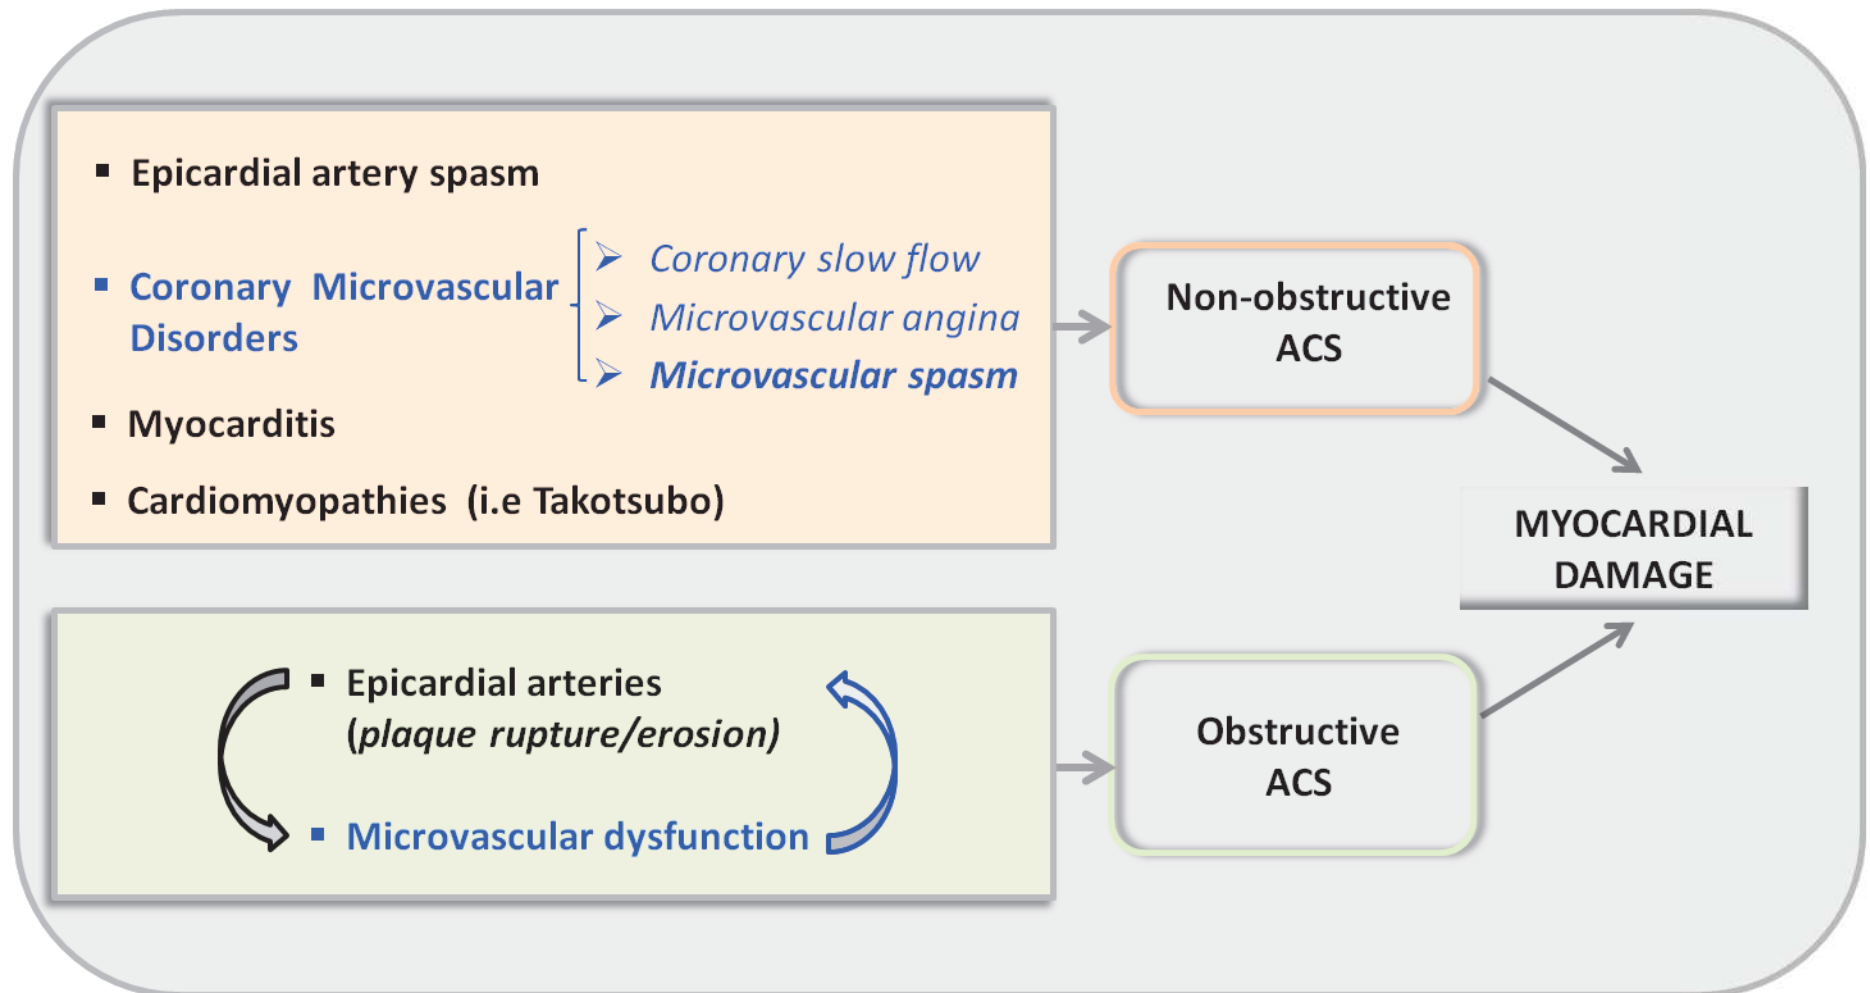 Epicardial artery spasm
Coronary Microvascular
Disorders
Coronary slow flow
Microvascular angina
Microvascular spasm
Myocarditis
Cardiomyopathies (i.e Takotsubo)
Non-obstructive
ACS
MYOCARDIAL
DAMAGE
Epicardial arteries
(plaque rupture/erosion)
Microvascular dysfunction
Obstructive
ACS